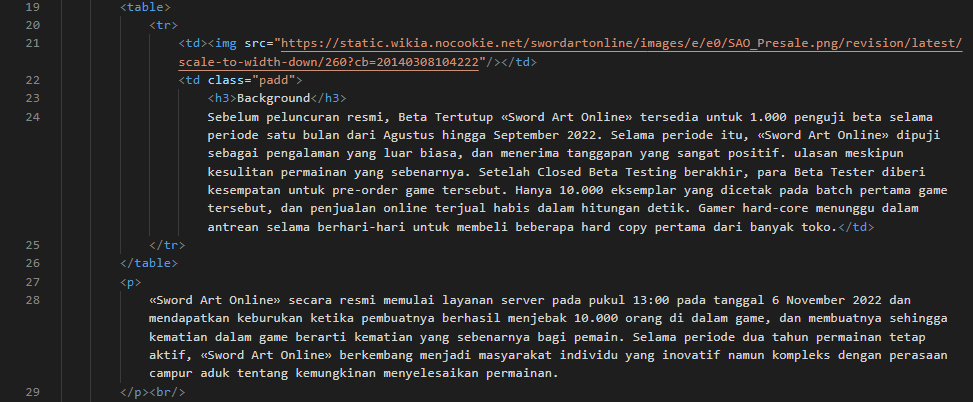 19 <table>
20 <tr>
21 <td><img src="https://static.wikia.nocookie.net/swordartonline/images/e/e0/SAO_Presale.png/revision/latest/
scale-to-width-down/260?cb=20140308104222"/></td>
22 <td class="padd">
23 <h3>Background</h3>
24 Sebelum peluncuran resmi, Beta Tertutup «Sword Art Online» tersedia untuk 1.000 penguji beta selama
periode satu bulan dari Agustus hingga September 2022. Selama periode itu, «Sword Art Online» dipuji
sebagai pengalaman yang luar biasa, dan menerima tanggapan yang sangat positif. ulasan meskipun
kesulitan permainan yang sebenarnya. Setelah Closed Beta Testing berakhir, para Beta Tester diberi
kesempatan untuk pre-order game tersebut. Hanya 10.000 eksemplar yang dicetak pada batch pertama game
tersebut, dan penjualan online terjual habis dalam hitungan detik. Gamer hard-core menunggu dalam
antrean selama berhari-hari untuk membeli beberapa hard copy pertama dari banyak toko.</td>
25 </tr>
26 </table>
27 <p>
28 «Sword Art Online» secara resmi memulai layanan server pada pukul 13:00 pada tanggal 6 November 2022 dan
mendapatkan keburukan ketika pembuatnya berhasil menjebak 10.000 orang di dalam game, dan membuatnya sehingga
kematian dalam game berarti kematian yang sebenarnya bagi pemain. Selama periode dua tahun permainan tetap
aktif, «Sword Art Online» berkembang menjadi masyarakat individu yang inovatif namun kompleks dengan perasaan
campur aduk tentang kemungkinan menyelesaikan permainan.
29 </p><br/>